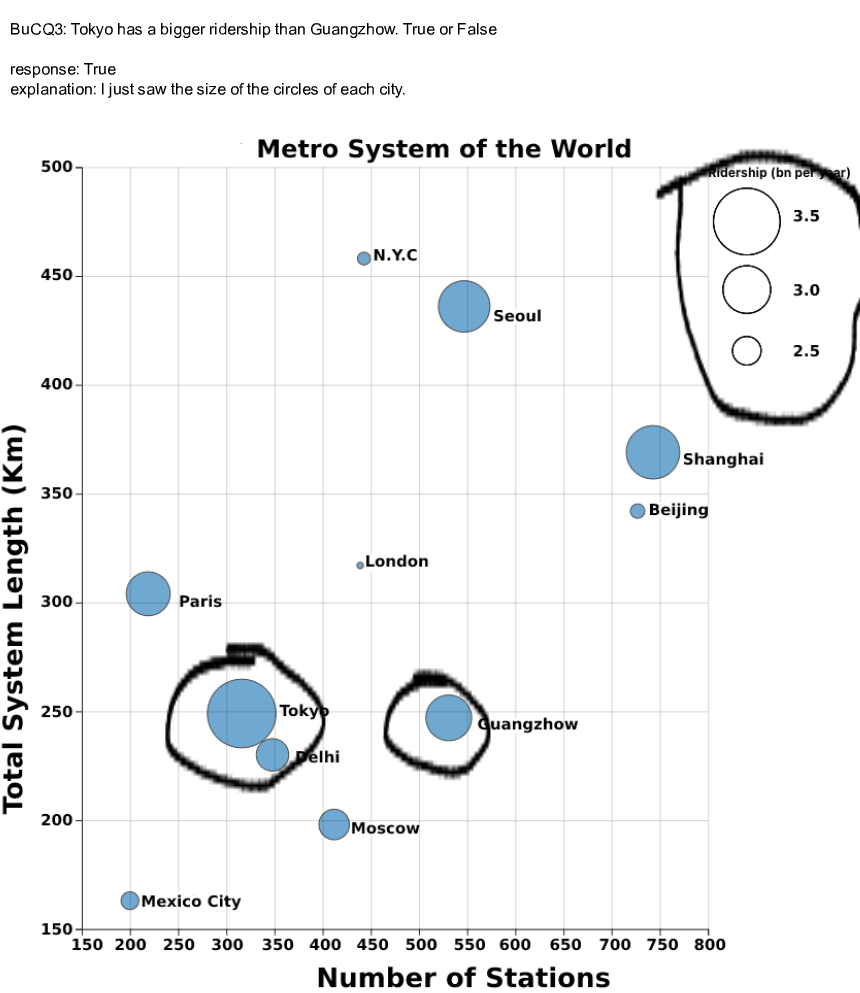 BuCQ3: Tokyo has a bigger ridership than Guangzhow. True or False
response: True
explanation: I just saw the size of the circles of each city.
Metro System of the World
Ridership (bn per year)
3.5
3.0
2.5
500
450
400
350
300
250
200
150
Total System Length (Km)
N.Y.C
Seoul
Shanghai
Beijing
London
Paris
Tokyo
Guangzhow
Delhi
Moscow
Mexico City
150 200 250 300 350 400 450 500 550 600 650 700 750 800
Number of Stations